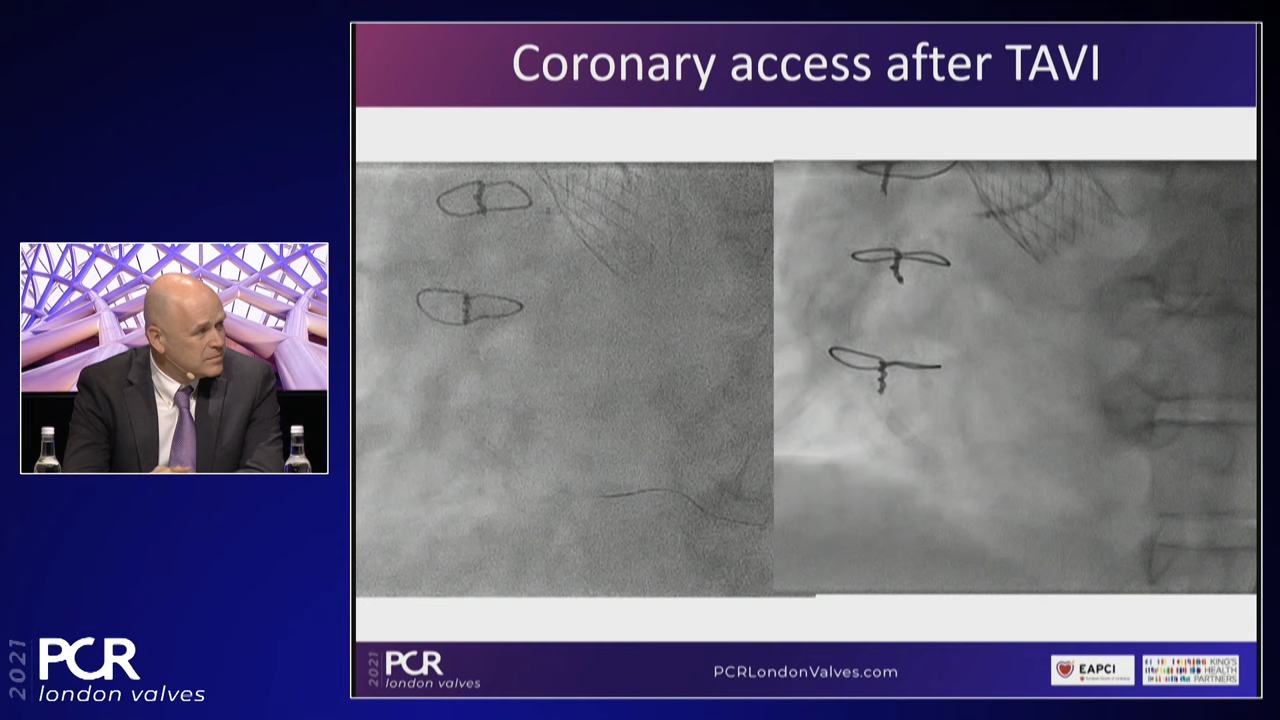 Coronary access after TAVI
2021
PCR
london valves
PCRLondonValves.com
EAPCI
KING'S
HEALTH
PARTNERS
2021
PCR
london valves